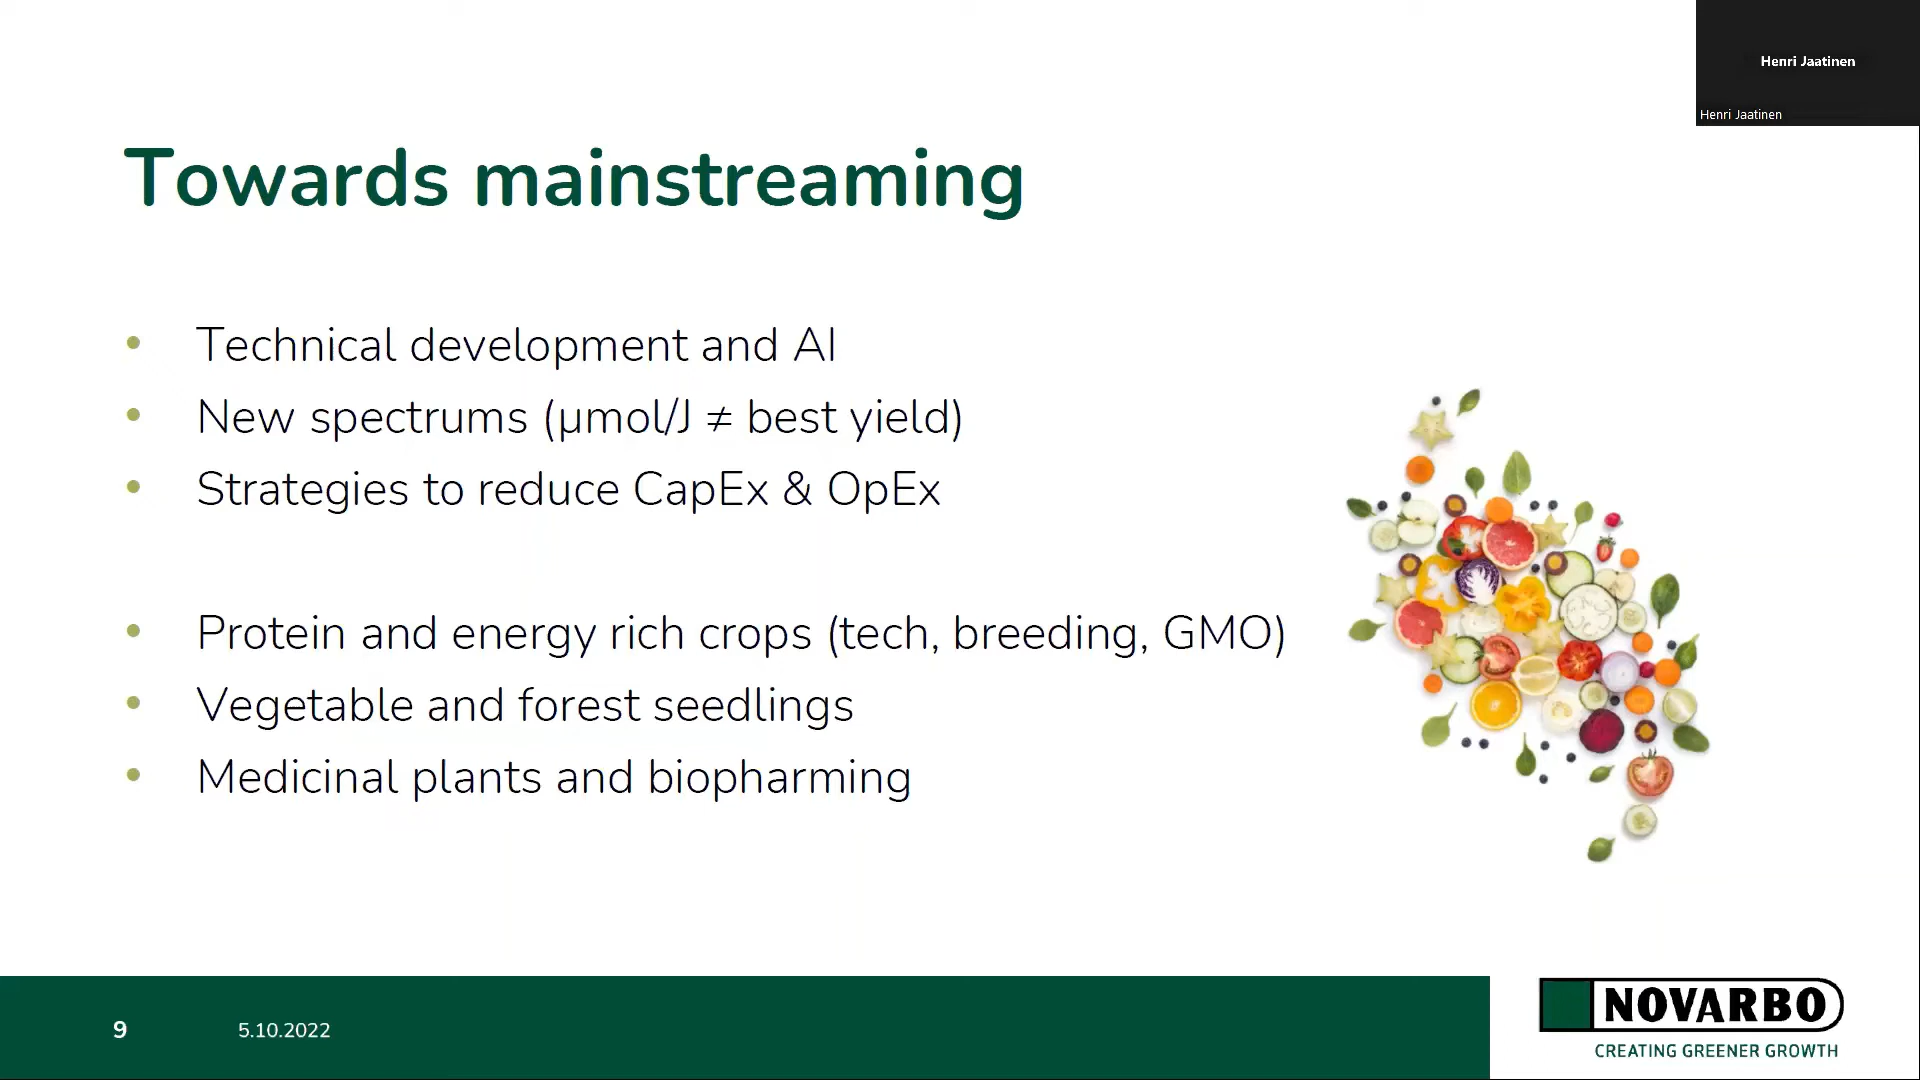 Henri Jaatinen
Henri Jaatinen
Towards mainstreaming
• Technical development and AI
• New spectrums (µmol/J ≠ best yield)
• Strategies to reduce CapEx & OpEx
• Protein and energy rich crops (tech, breeding, GMO)
• Vegetable and forest seedlings
• Medicinal plants and biopharming
9 5.10.2022
NOVARBO
CREATING GREENER GROWTH